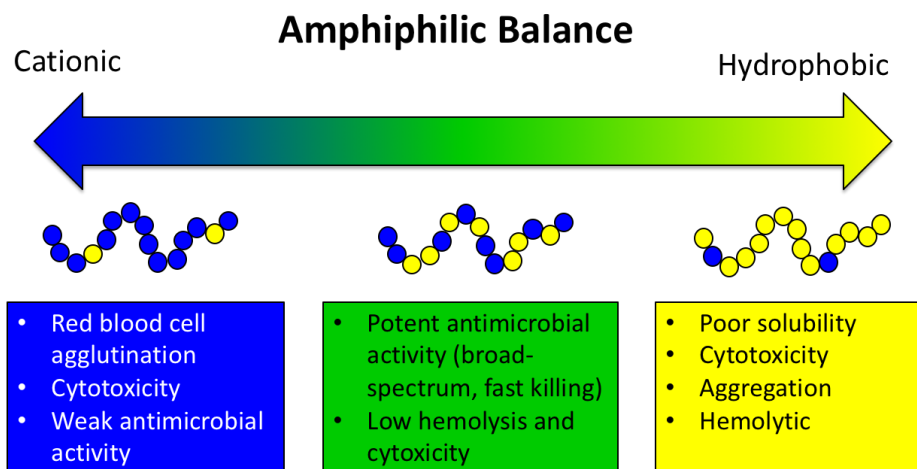 Amphiphilic Balance
Cationic
Hydrophobic
• Red blood cell
agglutination
• Cytotoxicity
• Weak antimicrobial
activity
• Potent antimicrobial
activity (broad-
spectrum, fast killing)
• Low hemolysis and
cytoxicity
• Poor solubility
• Cytotoxicity
• Aggregation
• Hemolytic